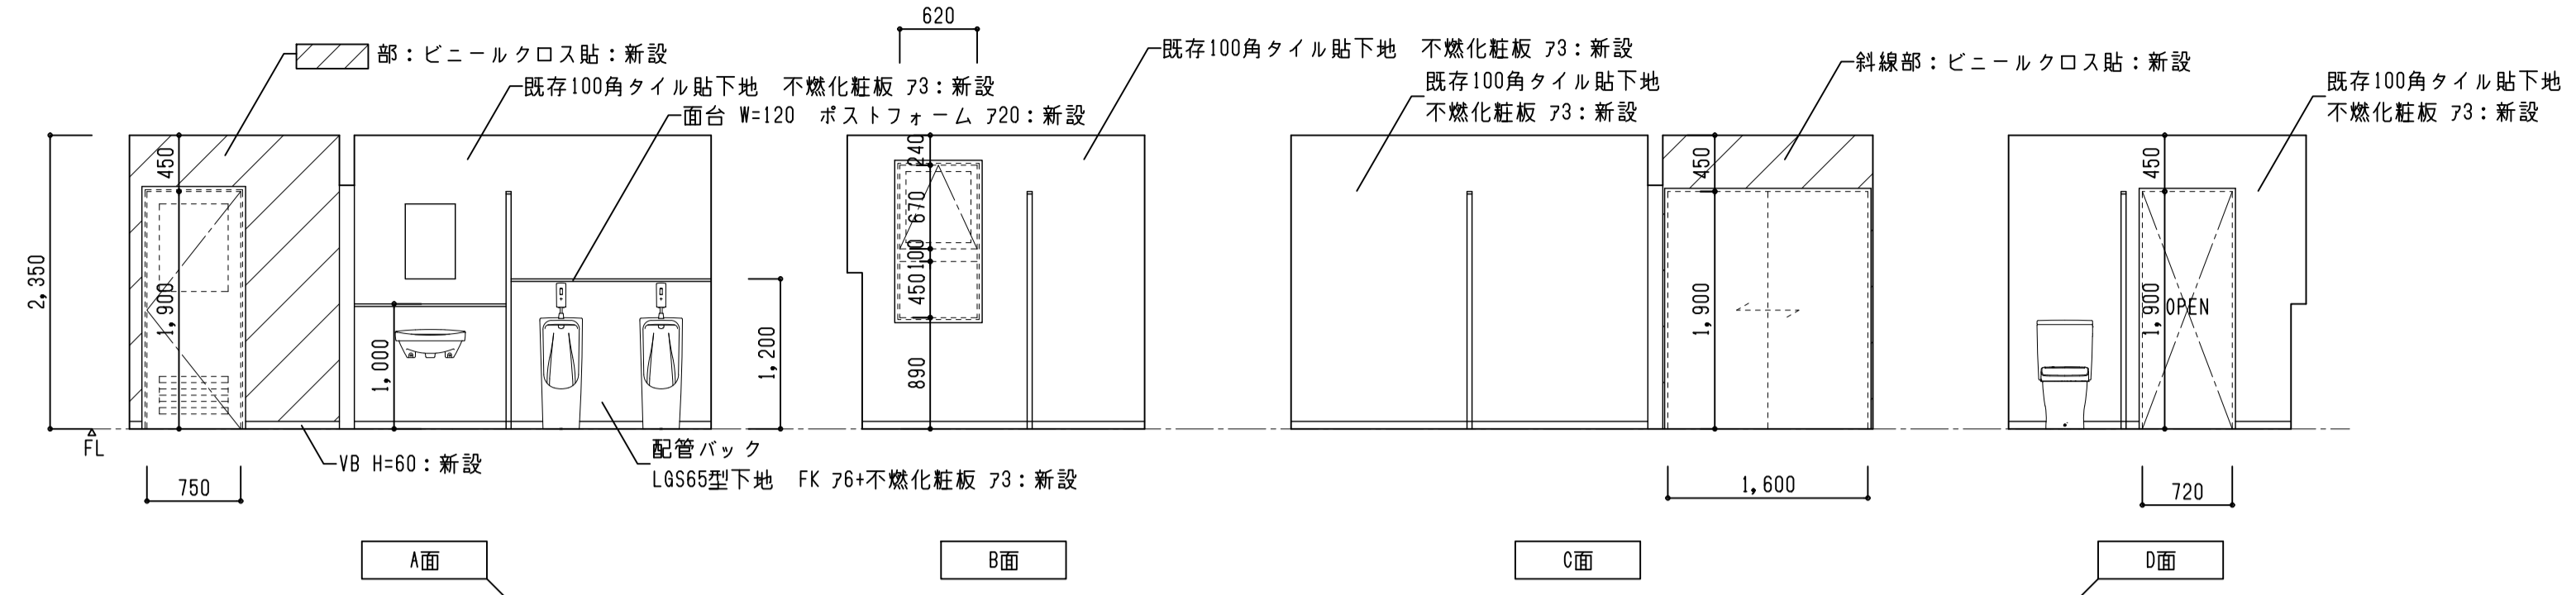 620
部：ビニールクロス貼：新設
既存100角タイル貼下地　不燃化粧板 ｱ3：新設
面台 W=120　ポストフォーム ｱ20：新設
既存100角タイル貼下地　不燃化粧板 ｱ3：新設
既存100角タイル貼下地
不燃化粧板 ｱ3：新設
斜線部：ビニールクロス貼：新設
既存100角タイル貼下地
不燃化粧板 ｱ3：新設
2,350
450
1,900
1,000
1,200
240
670
100
450
890
450
1,900
450
1,900
OPEN
FL
VB H=60：新設
配管バック
LGS65型下地　FK ｱ6+不燃化粧板 ｱ3：新設
750
1,600
720
A面
B面
C面
D面